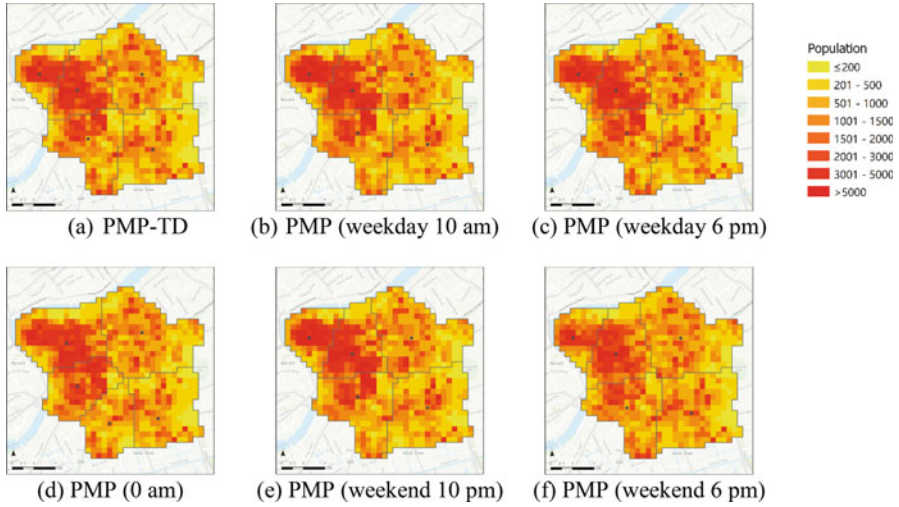 Population
≤200
201 - 500
501 - 1000
1001 - 1500
1501 - 2000
2001 - 3000
3001 - 5000
>5000
(a) PMP-TD
(b) PMP (weekday 10 am)
(c) PMP (weekday 6 pm)
(d) PMP (0 am)
(e) PMP (weekend 10 pm)
(f) PMP (weekend 6 pm)